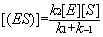 [(ES)] = k₂[E][S] / k₁+k₋₁